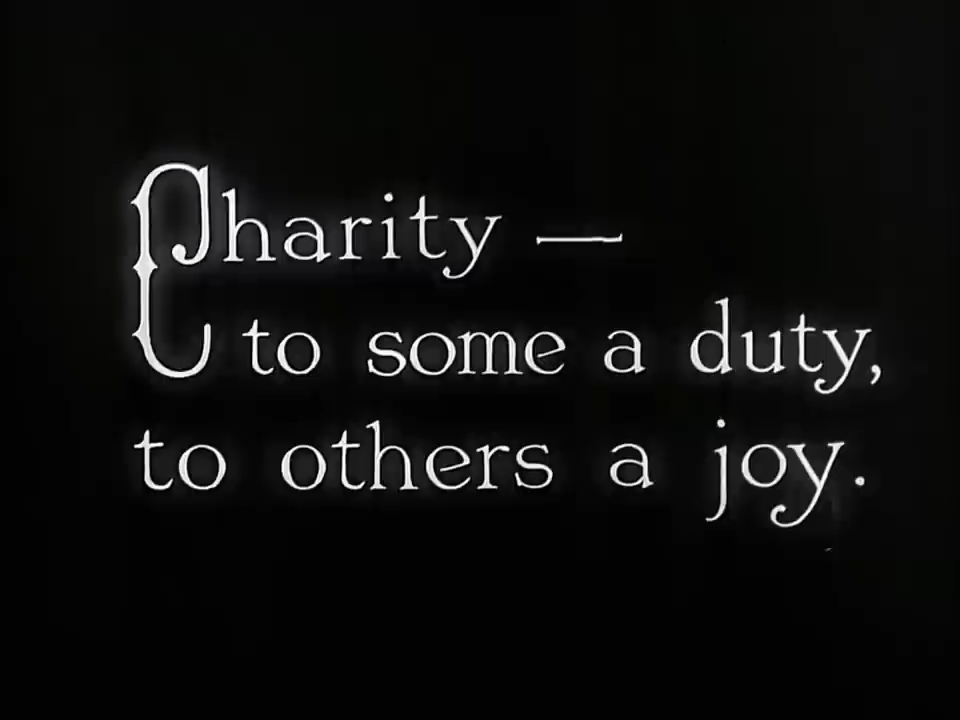 Charity —
to some a duty,
to others a joy.